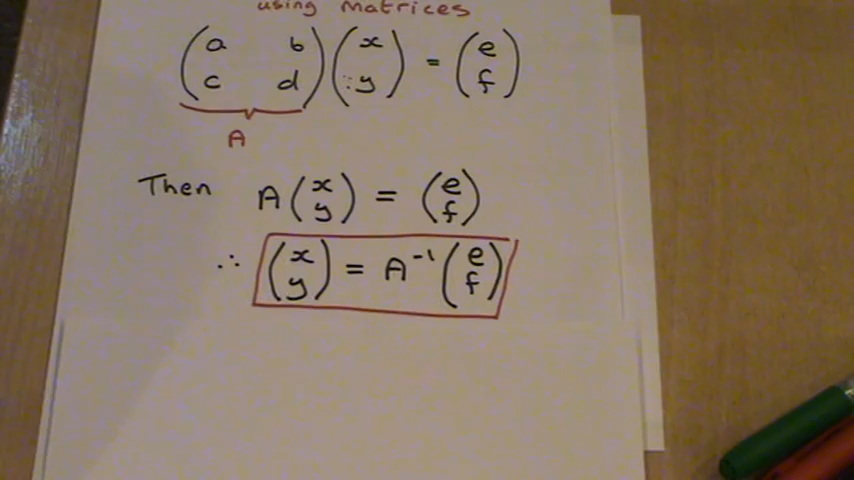 using Matrices
(a b) (x) = (e)
(c d) (y) (f)
A
Then A (x) = (e)
(y) (f)
∴ (x) = A⁻¹ (e)
(y) (f)